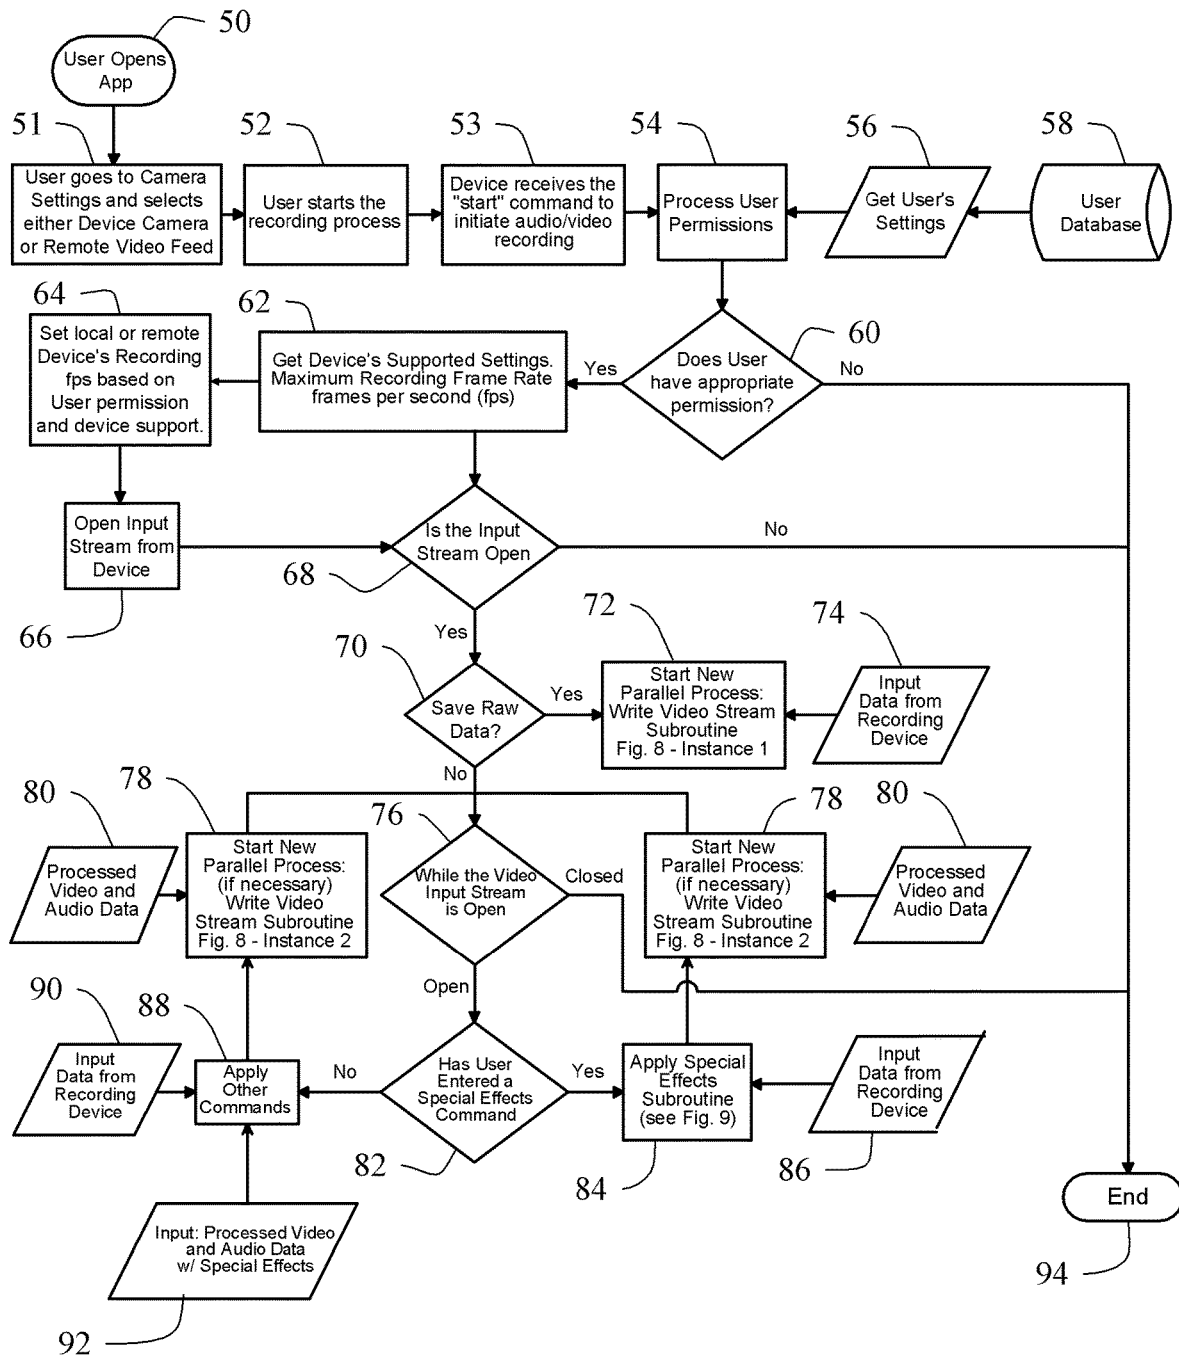 50
User Opens
App
51
52
53
54
56
58
User goes to Camera
Settings and selects
either Device Camera
or Remote Video Feed
User starts the
recording process
Device receives the
"start" command to
initiate audio/video
recording
Process User
Permissions
Get User's
Settings
User
Database
64
62
60
Set local or remote
Device's Recording
fps based on
User permission
and device support.
Get Device's Supported Settings.
Maximum Recording Frame Rate
frames per second (fps)
Yes
Does User
have appropriate
permission?
No
Open Input
Stream from
Device
Is the Input
Stream Open
No
66
68
Yes
70
72
74
Save Raw
Data?
Yes
Start New
Parallel Process:
Write Video Stream
Subroutine
Fig. 8 - Instance 1
Input
Data from
Recording
Device
No
80
78
76
78
80
Processed
Video and
Audio Data
Start New
Parallel Process:
(if necessary)
Write Video
Stream Subroutine
Fig. 8 - Instance 2
While the Video
Input Stream
is Open
Closed
Start New
Parallel Process:
(if necessary)
Write Video
Stream Subroutine
Fig. 8 - Instance 2
Processed
Video and
Audio Data
Open
90
88
Input
Data from
Recording
Device
Apply
Other
Commands
No
Has User
Entered a
Special Effects
Command
Yes
Apply Special
Effects
Subroutine
(see Fig. 9)
Input
Data from
Recording
Device
82
84
86
End
Input: Processed Video
and Audio Data
w/ Special Effects
94
92